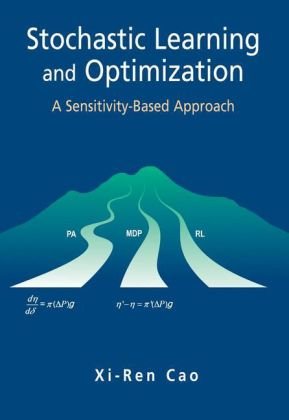 Stochastic Learning
and Optimization
A Sensitivity-Based Approach
PA MDP RL
dη/dδ = π(ΔP)g η'−η = π'(ΔP)g
Xi-Ren Cao